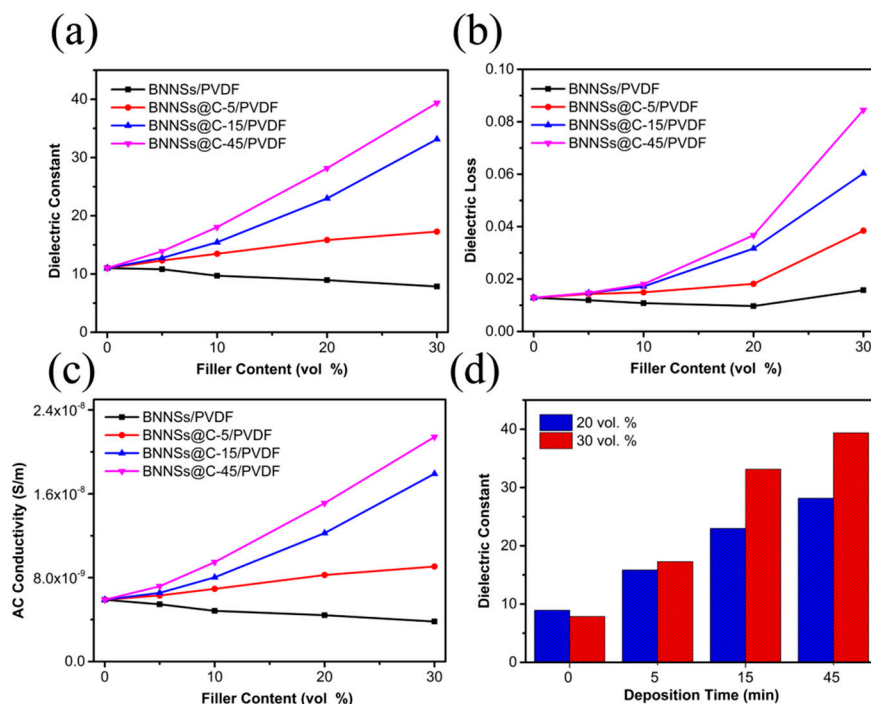 (a)
BNNSs/PVDF
BNNSs@C-5/PVDF
BNNSs@C-15/PVDF
BNNSs@C-45/PVDF
40
30
20
10
0
Dielectric Constant
0 10 20 30
Filler Content (vol %)
(b)
BNNSs/PVDF
BNNSs@C-5/PVDF
BNNSs@C-15/PVDF
BNNSs@C-45/PVDF
0.10
0.08
0.06
0.04
0.02
0.00
Dielectric Loss
0 10 20 30
Filler Content (vol %)
(c)
BNNSs/PVDF
BNNSs@C-5/PVDF
BNNSs@C-15/PVDF
BNNSs@C-45/PVDF
2.4x10⁻⁸
1.6x10⁻⁸
8.0x10⁻⁹
0.0
AC Conductivity (S/m)
0 10 20 30
Filler Content (vol %)
(d)
20 vol. %
30 vol. %
40
30
20
10
0
Dielectric Constant
0 5 15 45
Deposition Time (min)